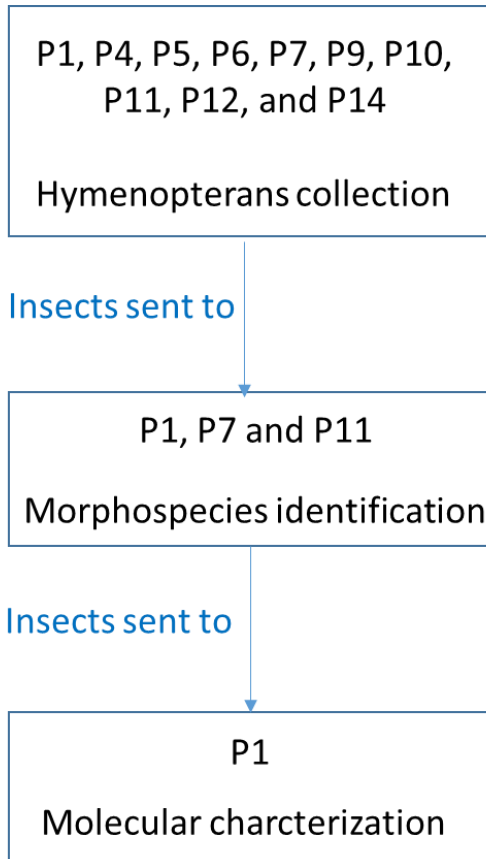 P1, P4, P5, P6, P7, P9, P10,
P11, P12, and P14
Hymenopterans collection
Insects sent to
P1, P7 and P11
Morphospecies identification
Insects sent to
P1
Molecular charcterization